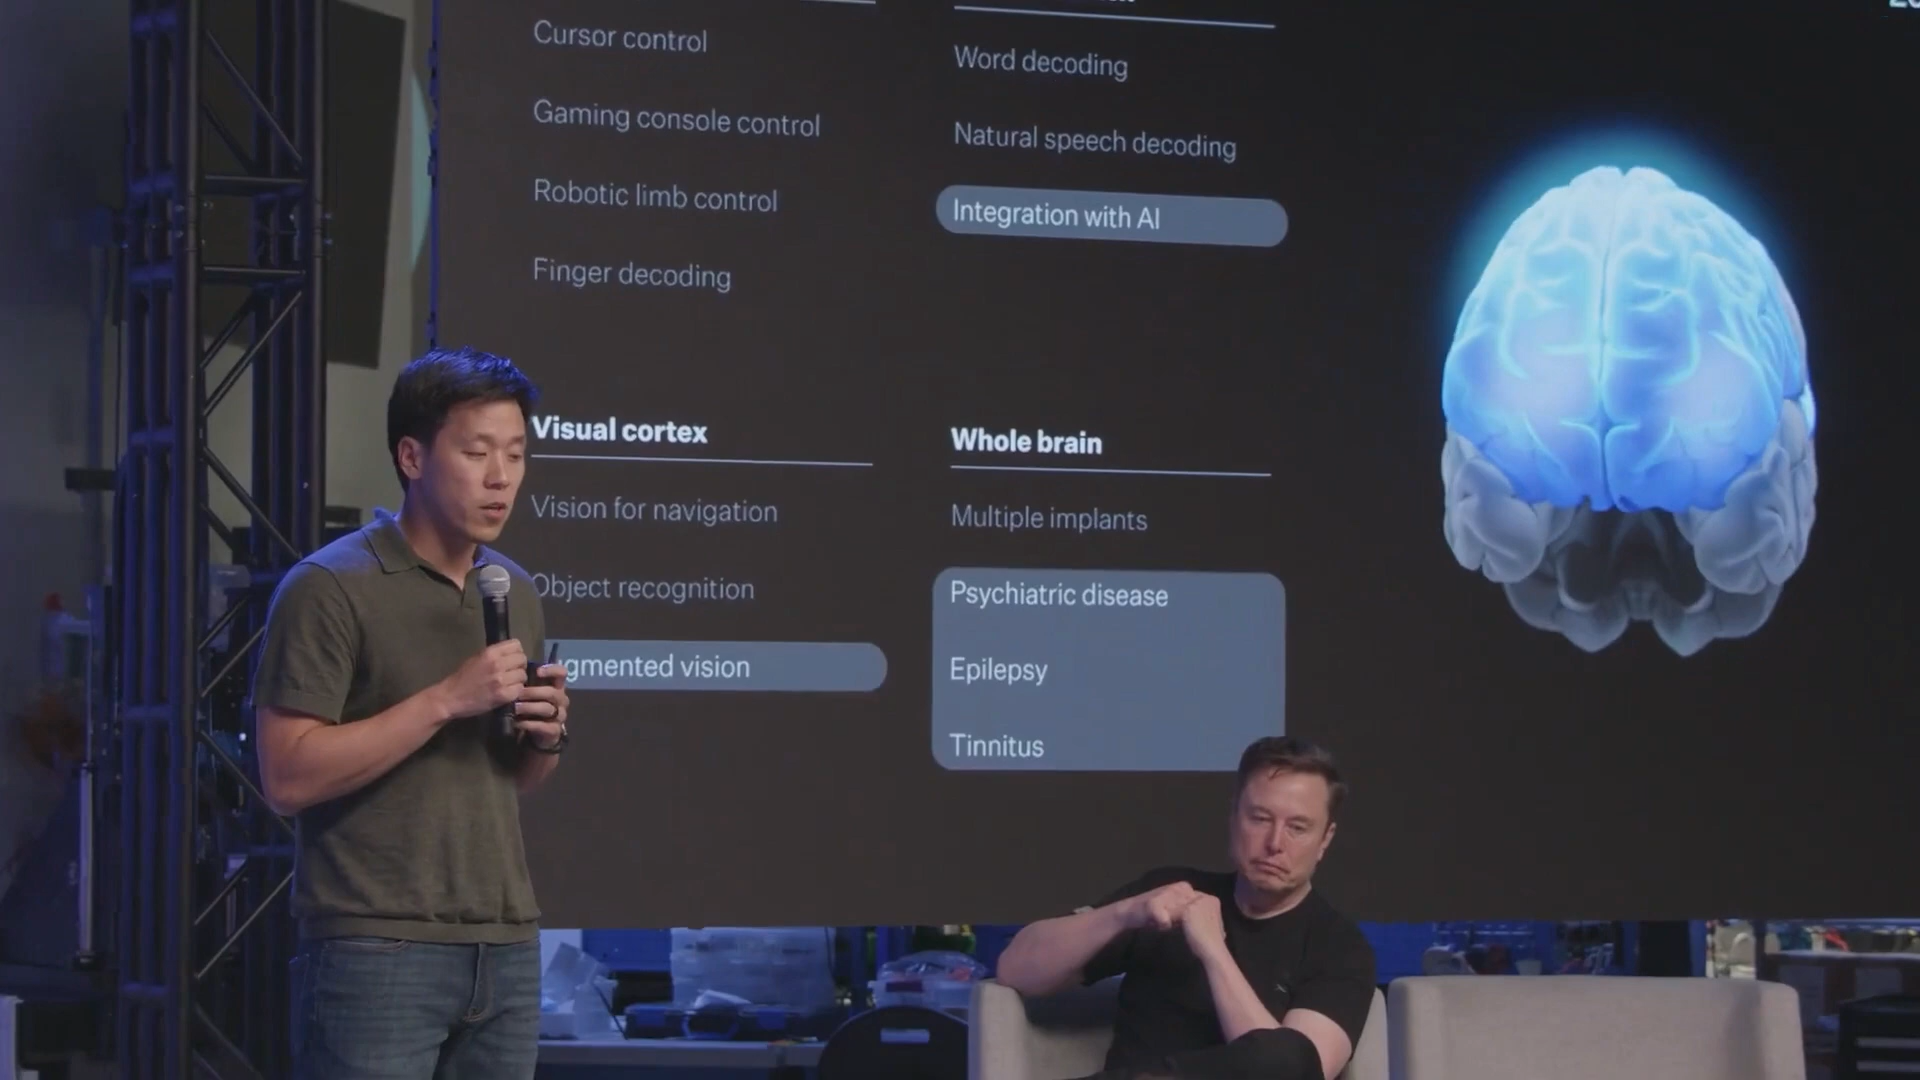 Cursor control
Gaming console control
Robotic limb control
Finger decoding
Word decoding
Natural speech decoding
Integration with AI
Visual cortex
Vision for navigation
Object recognition
gmented vision
Whole brain
Multiple implants
Psychiatric disease
Epilepsy
Tinnitus